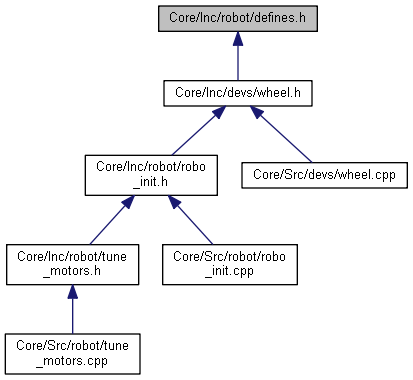 Core/Inc/robot/defines.h
Core/Inc/devs/wheel.h
Core/Inc/robot/robo
_init.h
Core/Src/devs/wheel.cpp
Core/Inc/robot/tune
_motors.h
Core/Src/robot/robo
_init.cpp
Core/Src/robot/tune
_motors.cpp